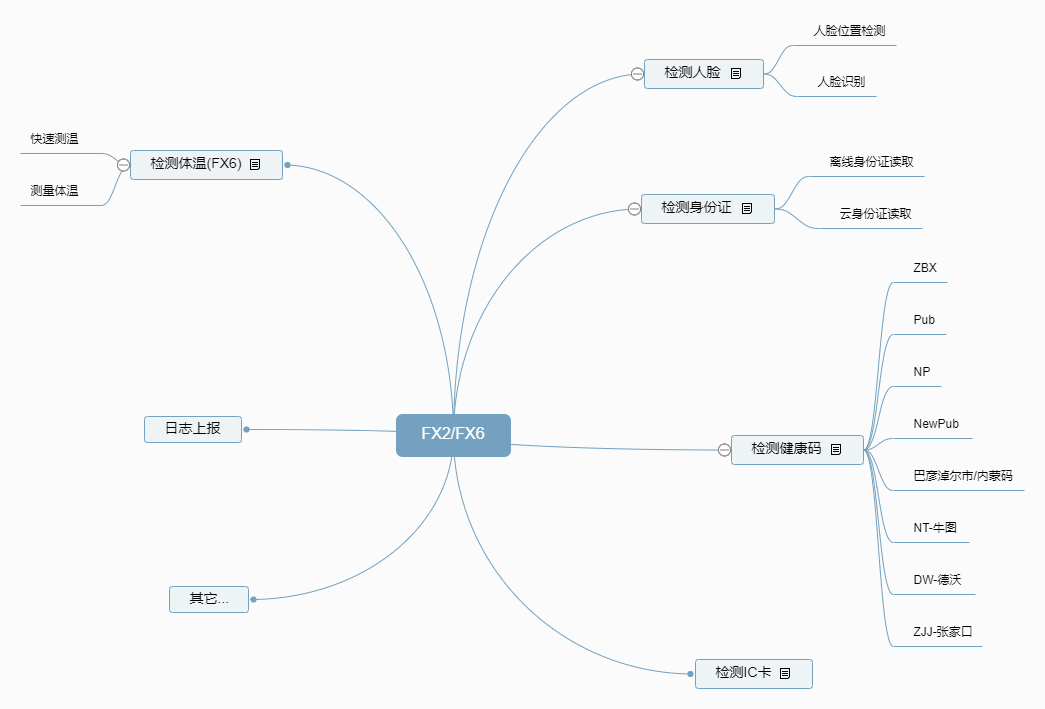 FX2/FX6
检测人脸
人脸位置检测
人脸识别
检测身份证
离线身份证读取
云身份证读取
检测健康码
ZBX
Pub
NP
NewPub
巴彦淖尔市/内蒙码
NT-牛图
DW-德沃
ZJJ-张家口
检测IC卡
检测体温(FX6)
快速测温
测量体温
日志上报
其它...